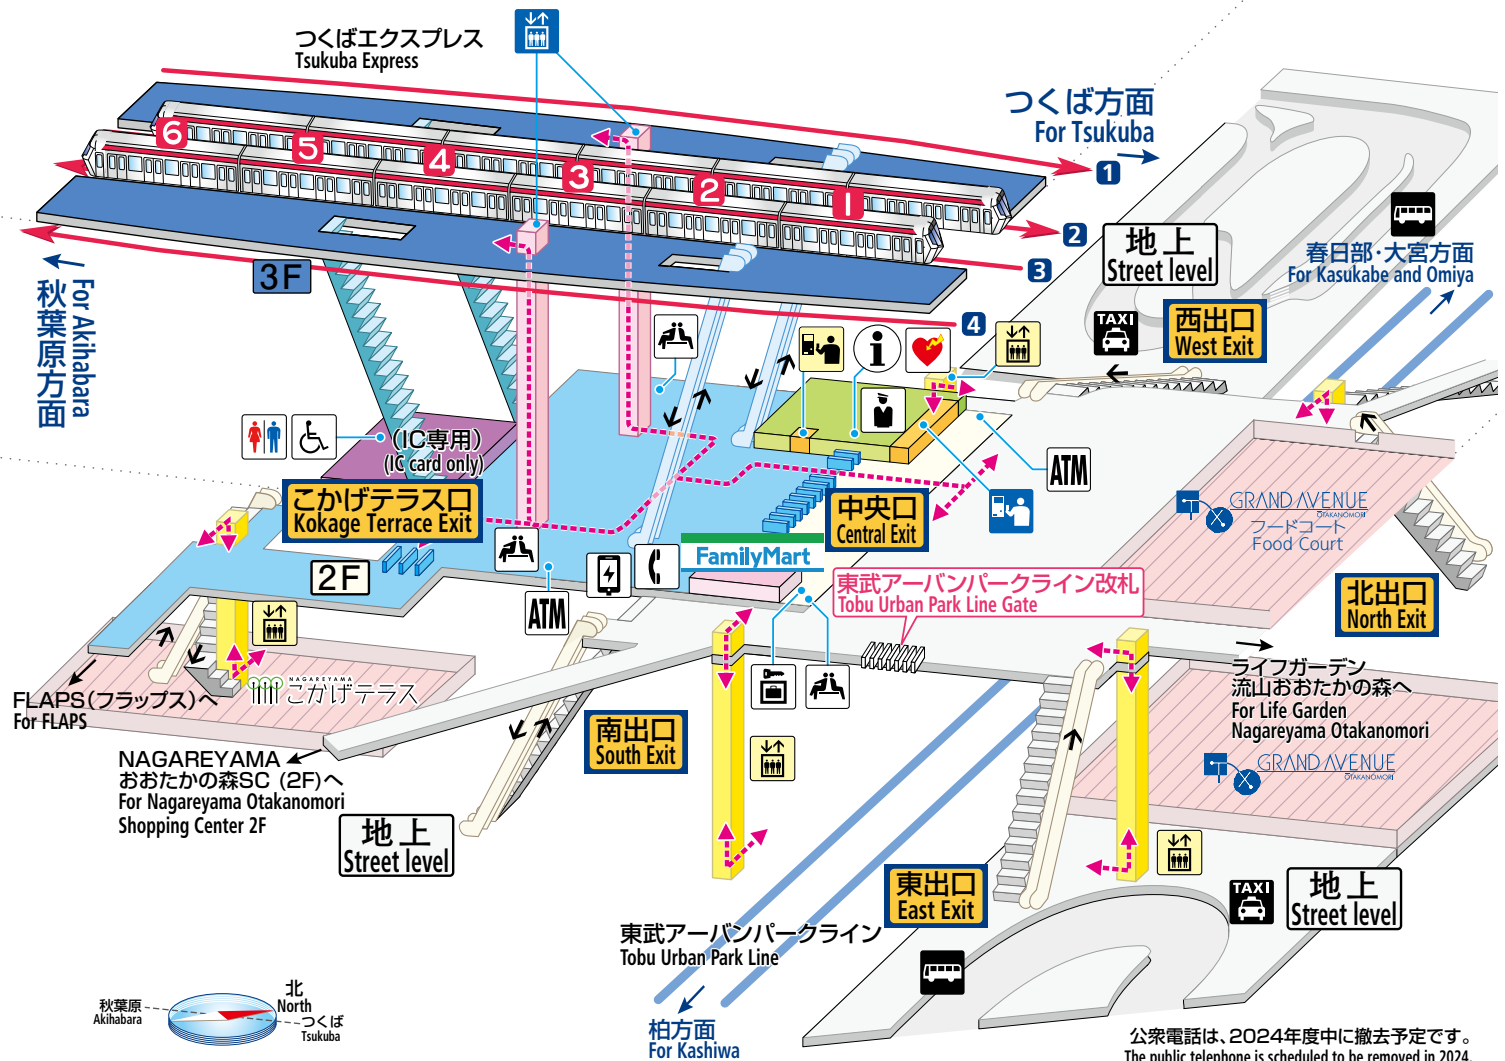 つくばエクスプレス
Tsukuba Express
つくば方面
For Tsukuba
6
5
4
3
2
1
1
2
3
4
3F
For Akihabara
秋葉原方面
地上
Street level
春日部・大宮方面
For Kasukabe and Omiya
TAXI
西出口
West Exit
(IC専用)
(IC card only)
こかげテラス口
Kokage Terrace Exit
2F
ATM
中央口
Central Exit
FamilyMart
ATM
GRAND AVENUE
OTAKANOMORI
フードコート
Food Court
東武アーバンパークライン改札
Tobu Urban Park Line Gate
北出口
North Exit
NAGAREYAMA
こかげテラス
FLAPS(フラップス)へ
For FLAPS
NAGAREYAMA
おおたかの森SC (2F)へ
For Nagareyama Otakanomori
Shopping Center 2F
南出口
South Exit
地上
Street level
ライフガーデン
流山おおたかの森へ
For Life Garden
Nagareyama Otakanomori
GRAND AVENUE
OTAKANOMORI
東出口
East Exit
TAXI
地上
Street level
東武アーバンパークライン
Tobu Urban Park Line
柏方面
For Kashiwa
北
North
秋葉原
Akihabara
つくば
Tsukuba
公衆電話は、2024年度中に撤去予定です。
The public telephone is scheduled to be removed in 2024.